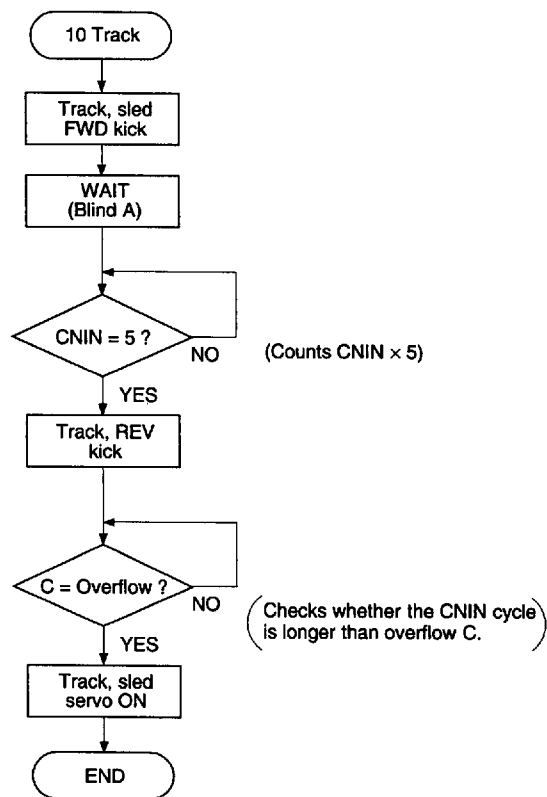 10 Track
Track, sled
FWD kick
WAIT
(Blind A)
CNIN = 5 ?
NO
(Counts CNIN × 5)
YES
Track, REV
kick
C = Overflow ?
NO
(Checks whether the CNIN cycle
is longer than overflow C.)
YES
Track, sled
servo ON
END